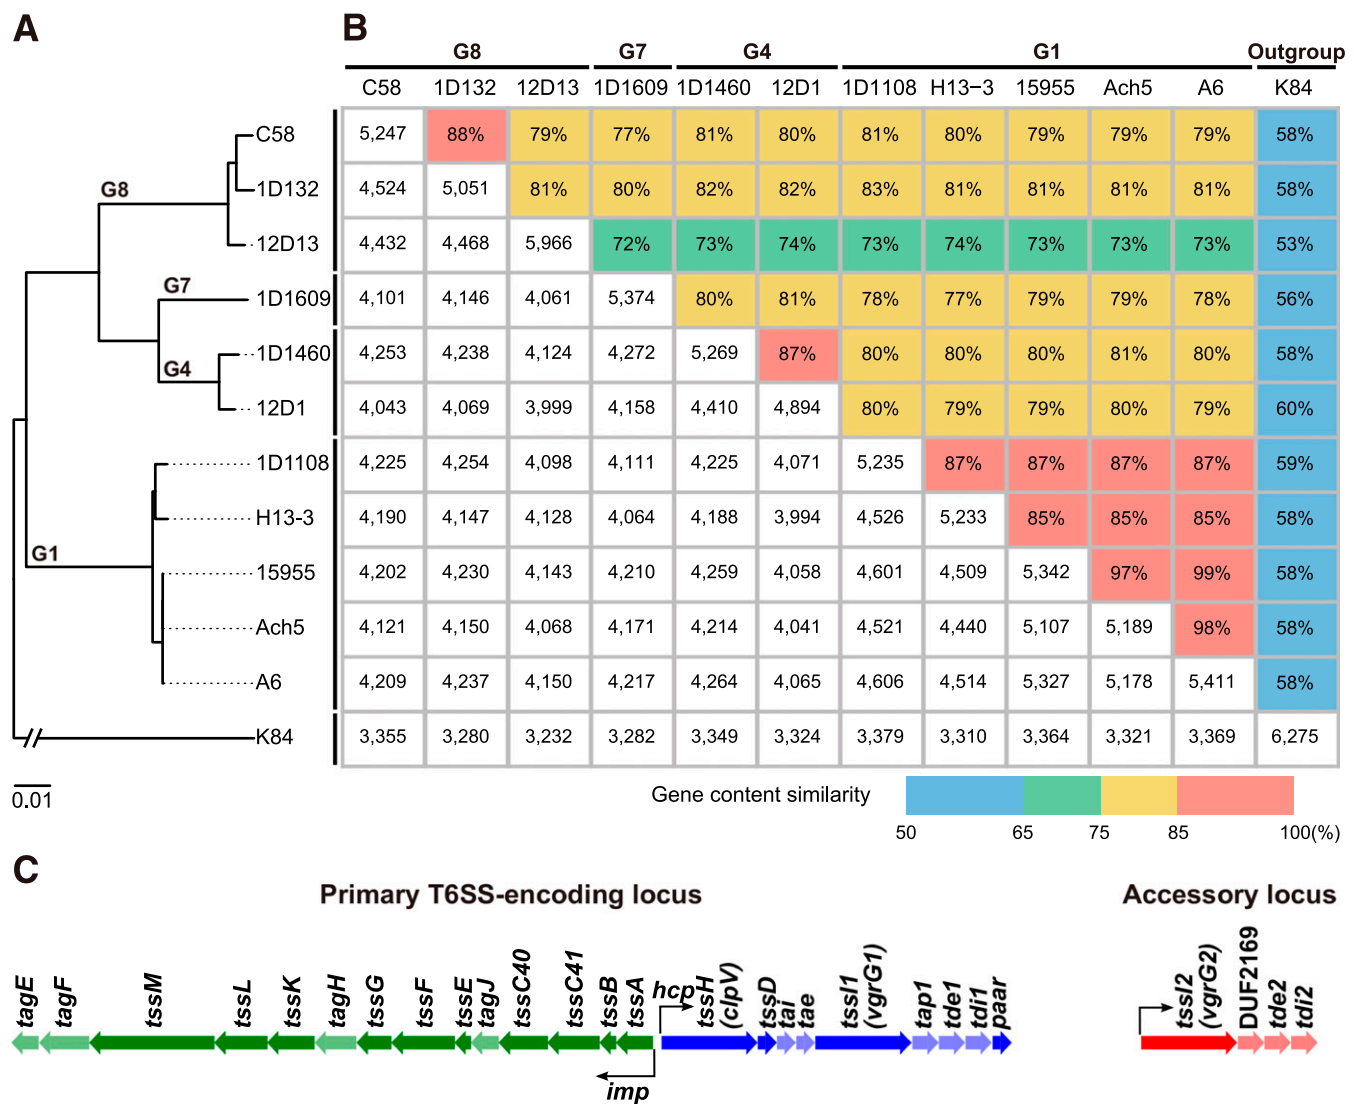 A
B
G8 G7 G4 G1 Outgroup
C58 1D132 12D13 1D1609 1D1460 12D1 1D1108 H13−3 15955 Ach5 A6 K84
C58 5,247 88% 79% 77% 81% 80% 81% 80% 79% 79% 79% 58%
G8
1D132 4,524 5,051 81% 80% 82% 82% 83% 81% 81% 81% 81% 58%
12D13 4,432 4,468 5,966 72% 73% 74% 73% 74% 73% 73% 73% 53%
G7
1D1609 4,101 4,146 4,061 5,374 80% 81% 78% 77% 79% 79% 78% 56%
1D1460 4,253 4,238 4,124 4,272 5,269 87% 80% 80% 80% 81% 80% 58%
G4
12D1 4,043 4,069 3,999 4,158 4,410 4,894 80% 79% 79% 80% 79% 60%
1D1108 4,225 4,254 4,098 4,111 4,225 4,071 5,235 87% 87% 87% 87% 59%
H13-3 4,190 4,147 4,128 4,064 4,188 3,994 4,526 5,233 85% 85% 85% 58%
G1
15955 4,202 4,230 4,143 4,210 4,259 4,058 4,601 4,509 5,342 97% 99% 58%
Ach5 4,121 4,150 4,068 4,171 4,214 4,041 4,521 4,440 5,107 5,189 98% 58%
A6 4,209 4,237 4,150 4,217 4,264 4,065 4,606 4,514 5,327 5,178 5,411 58%
K84 3,355 3,280 3,232 3,282 3,349 3,324 3,379 3,310 3,364 3,321 3,369 6,275
0.01
Gene content similarity
50 65 75 85 100(%)
C
Primary T6SS-encoding locus
Accessory locus
tagE tagF tssM tssL tssK tagH tssG tssF tssE tagJ tssC40 tssC41 tssB tssA hcp tssH (clpV) tssD tai tae tssI1 (vgrG1) tap1 tde1 tdi1 paar
tssI2 (vgrG2) DUF2169 tde2 tdi2
imp